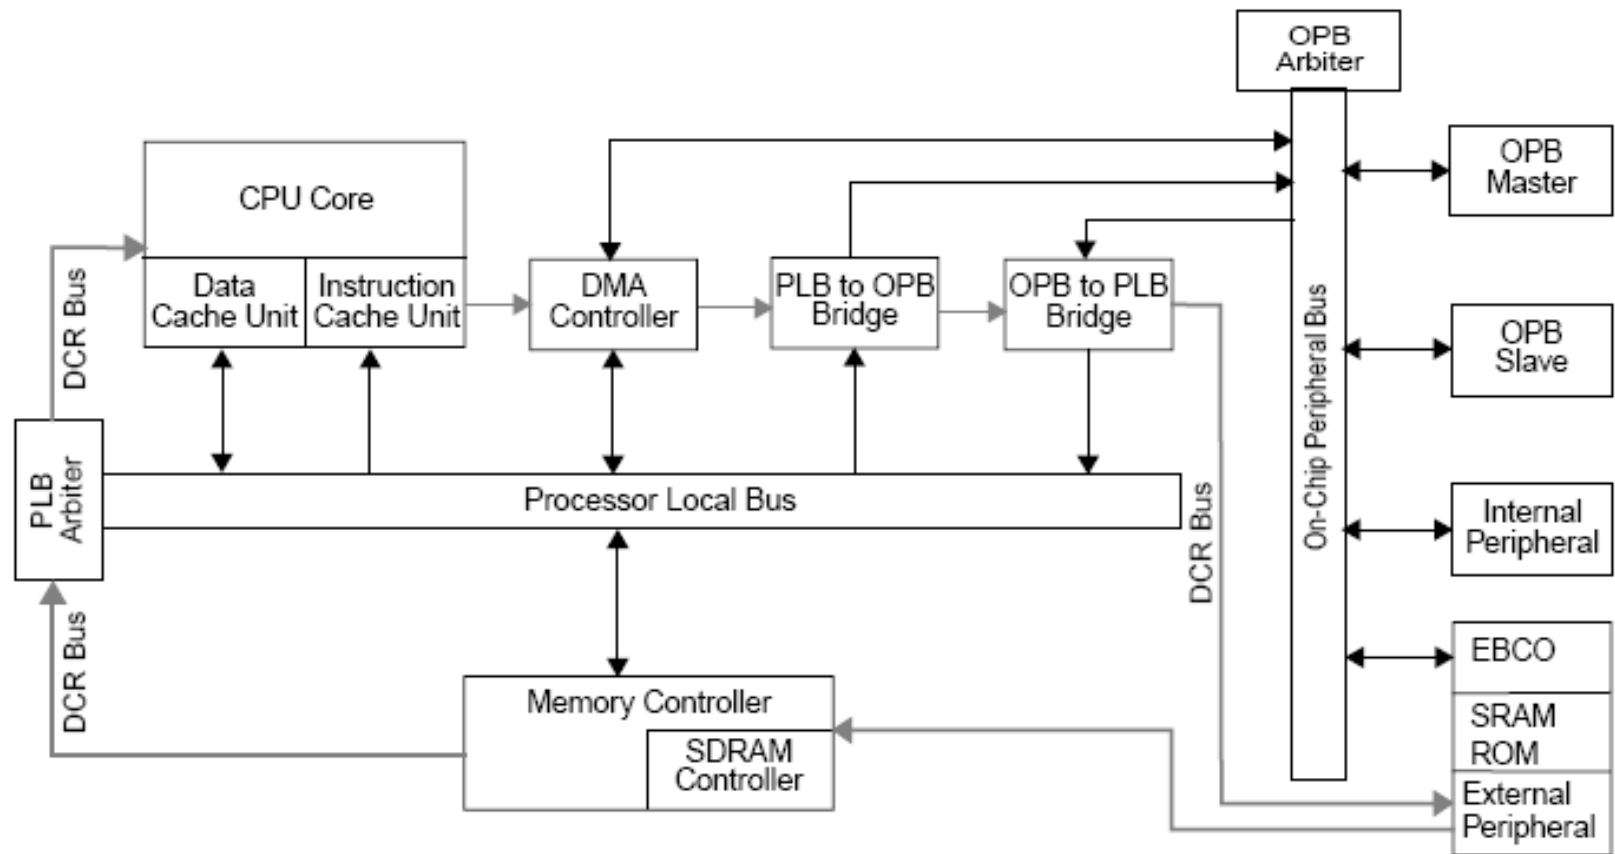 OPB
Arbiter
OPB
Master
CPU Core
Data
Cache Unit
Instruction
Cache Unit
DMA
Controller
PLB to OPB
Bridge
OPB to PLB
Bridge
DCR Bus
On-Chip Peripheral Bus
OPB
Slave
PLB
Arbiter
Processor Local Bus
DCR Bus
Internal
Peripheral
DCR Bus
Memory Controller
SDRAM
Controller
EBCO
SRAM
ROM
External
Peripheral